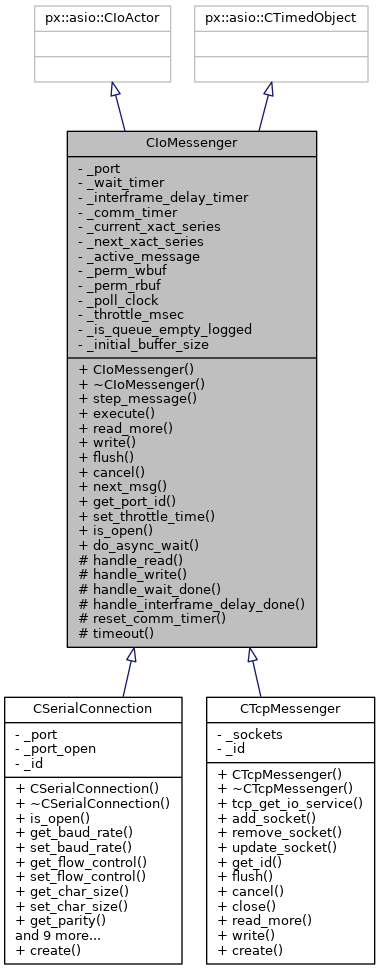 px::asio::CIoActor
px::asio::CTimedObject
CIoMessenger
- _port
- _wait_timer
- _interframe_delay_timer
- _comm_timer
- _current_xact_series
- _next_xact_series
- _active_message
- _perm_wbuf
- _perm_rbuf
- _poll_clock
- _throttle_msec
- _is_queue_empty_logged
- _initial_buffer_size
+ CIoMessenger()
+ ~CIoMessenger()
+ step_message()
+ execute()
+ read_more()
+ write()
+ flush()
+ cancel()
+ next_msg()
+ get_port_id()
+ set_throttle_time()
+ is_open()
+ do_async_wait()
# handle_read()
# handle_write()
# handle_wait_done()
# handle_interframe_delay_done()
# reset_comm_timer()
# timeout()
CSerialConnection
- _port
- _port_open
- _id
+ CSerialConnection()
+ ~CSerialConnection()
+ is_open()
+ get_baud_rate()
+ set_baud_rate()
+ get_flow_control()
+ set_flow_control()
+ get_char_size()
+ set_char_size()
+ get_parity()
and 9 more...
+ create()
CTcpMessenger
- _sockets
- _id
+ CTcpMessenger()
+ ~CTcpMessenger()
+ tcp_get_io_service()
+ add_socket()
+ remove_socket()
+ update_socket()
+ get_id()
+ flush()
+ cancel()
+ close()
+ read_more()
+ write()
+ create()